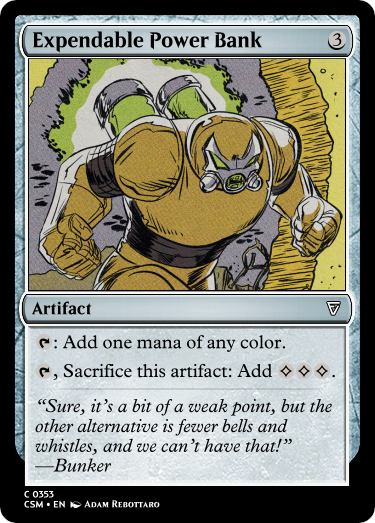 Expendable Power Bank 3
Artifact
: Add one mana of any color.
, Sacrifice this artifact: Add .
“Sure, it’s a bit of a weak point, but the
other alternative is fewer bells and
whistles, and we can’t have that!”
—Bunker
C 0353
CSM • EN Adam Rebottaro